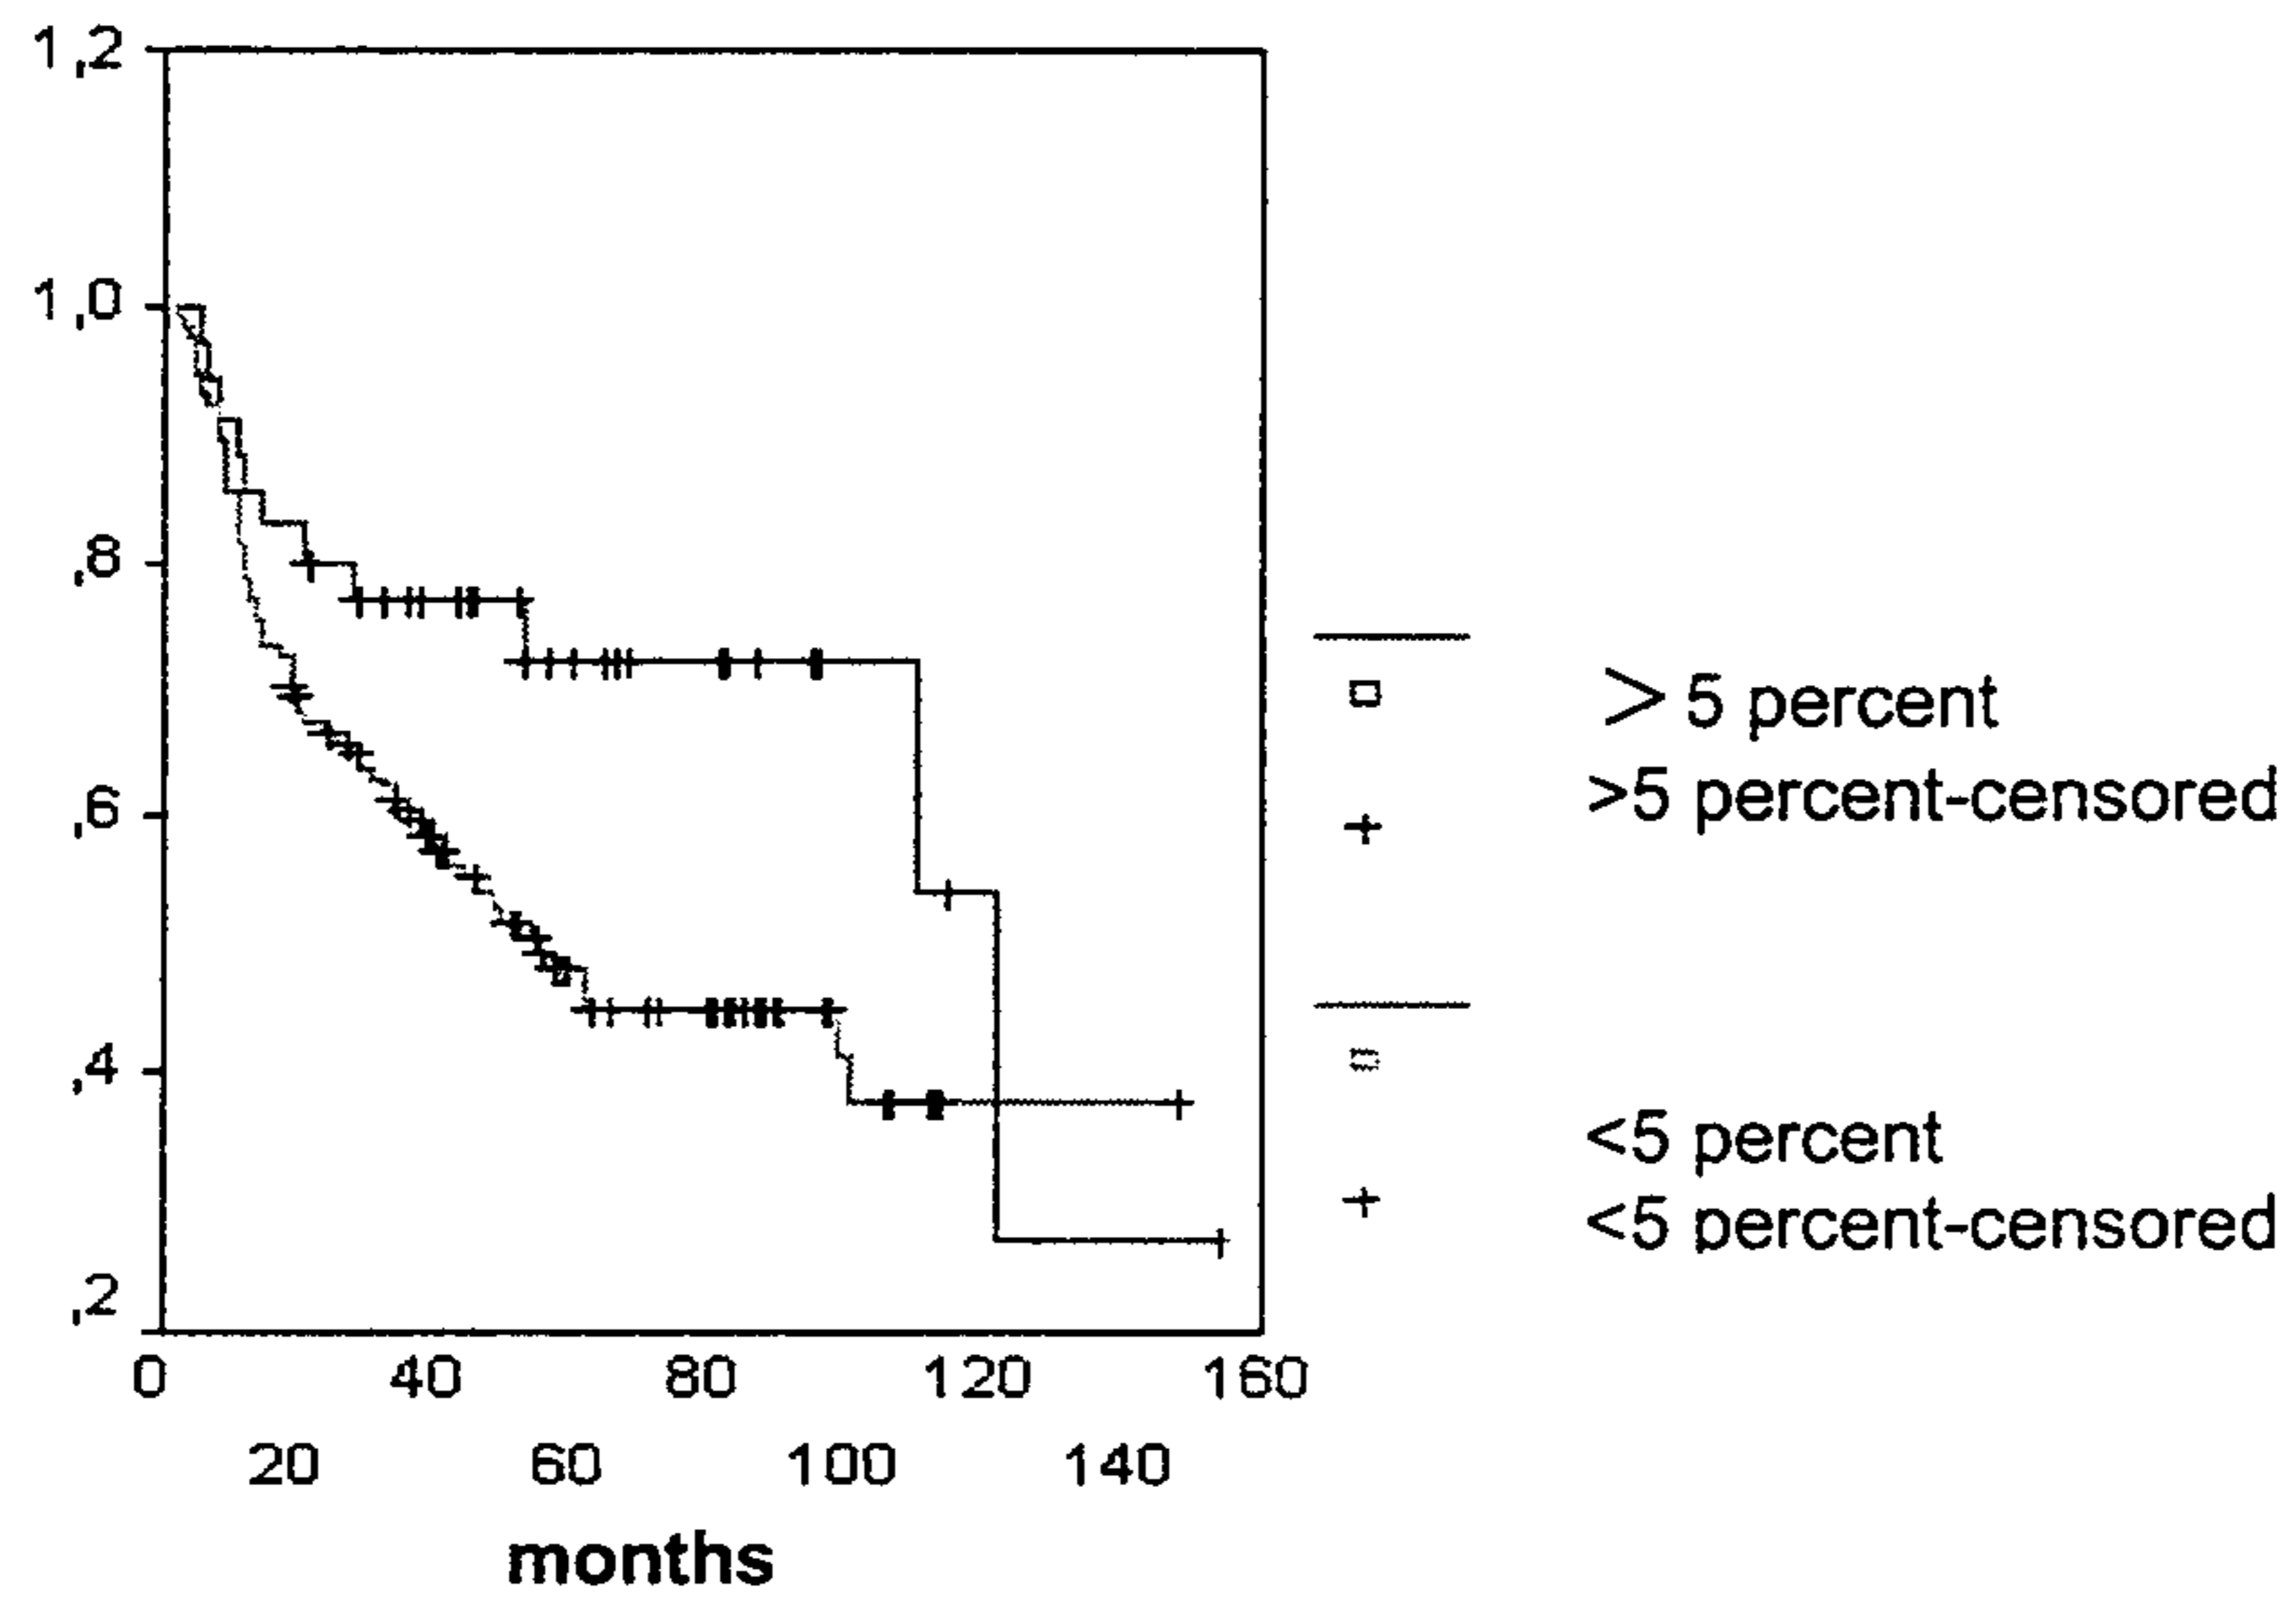 1,2
1,0
,8
,6
,4
,2
0 40 80 120 160
20 60 100 140
months
> 5 percent
>5 percent-censored
<5 percent
<5 percent-censored